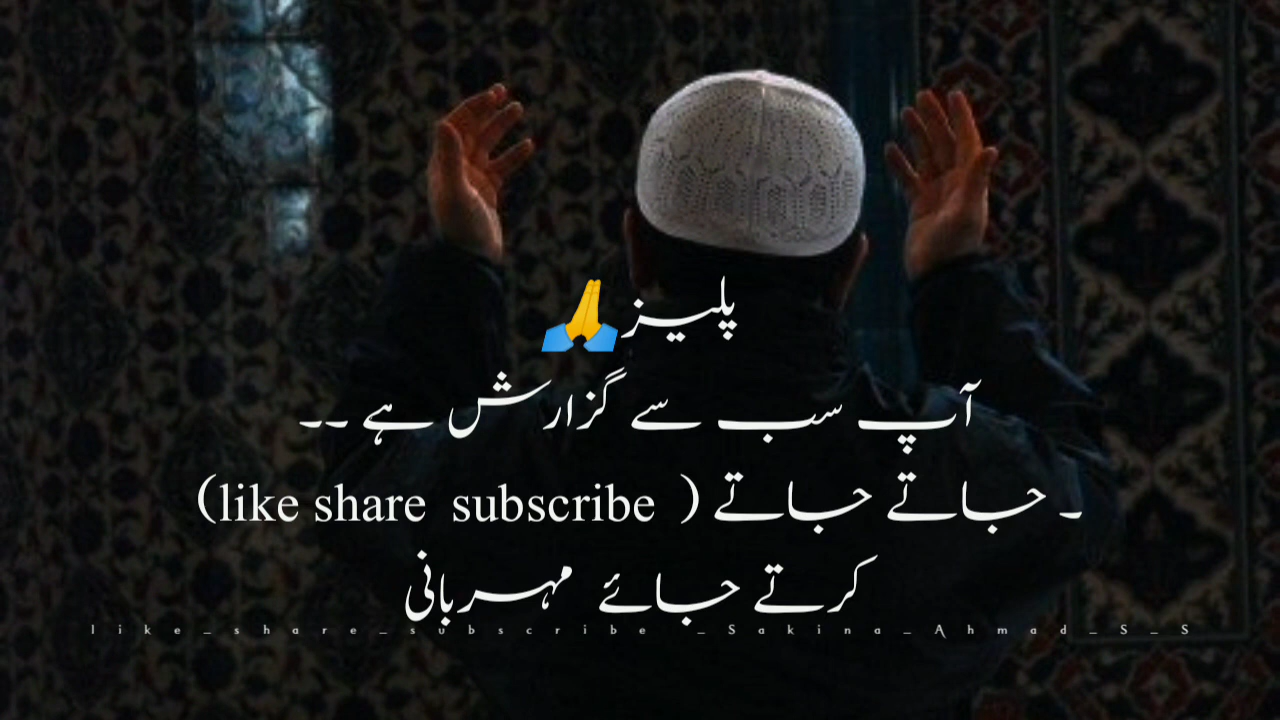 پلیز🙏
آپ سب سے گزارش ہے ۔۔
۔ جاتے جاتے ( like share subscribe)
کرتے جائے مہربانی
like_share_subscribe _Sakina_Ahmad_S_S